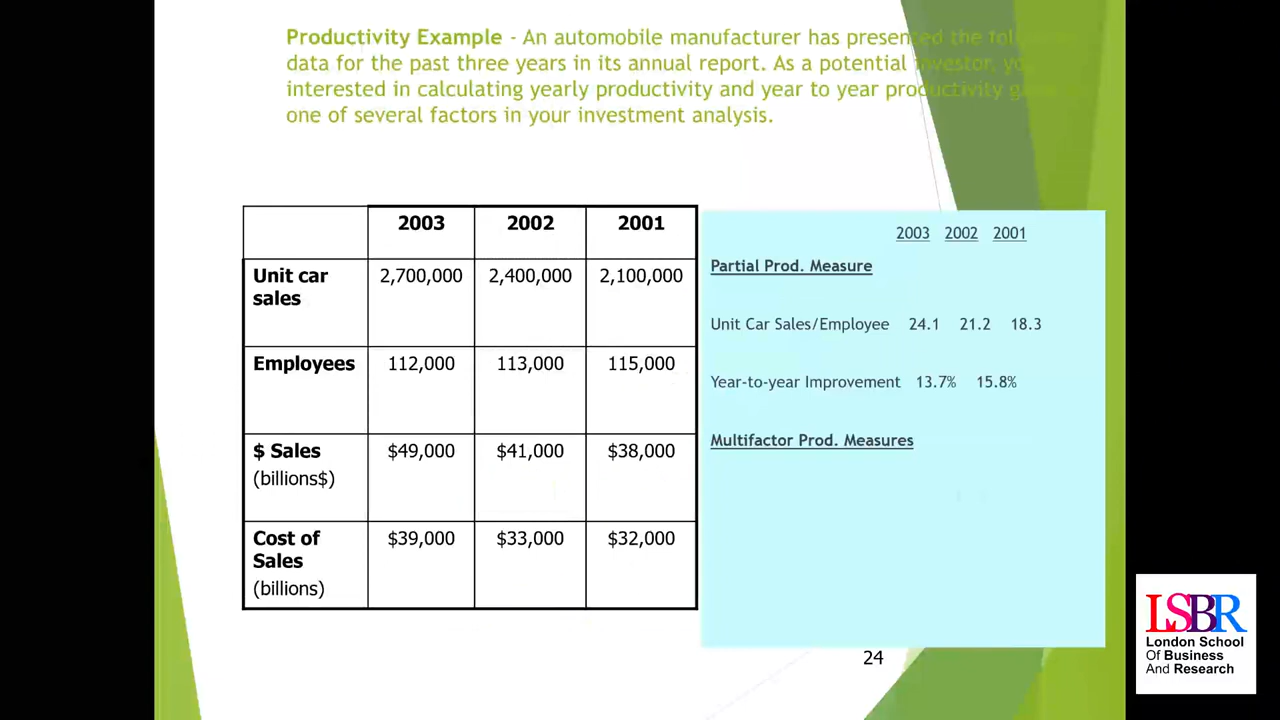 Productivity Example - An automobile manufacturer has presented the
data for the past three years in its annual report. As a potential investor,
interested in calculating yearly productivity and year to year productivity
one of several factors in your investment analysis.
2003 2002 2001
Unit car sales 2,700,000 2,400,000 2,100,000
Employees 112,000 113,000 115,000
$ Sales (billions$) $49,000 $41,000 $38,000
Cost of Sales (billions) $39,000 $33,000 $32,000
2003 2002 2001
Partial Prod. Measure
Unit Car Sales/Employee 24.1 21.2 18.3
Year-to-year Improvement 13.7% 15.8%
Multifactor Prod. Measures
24
LSBR
London School
Of Business
And Research